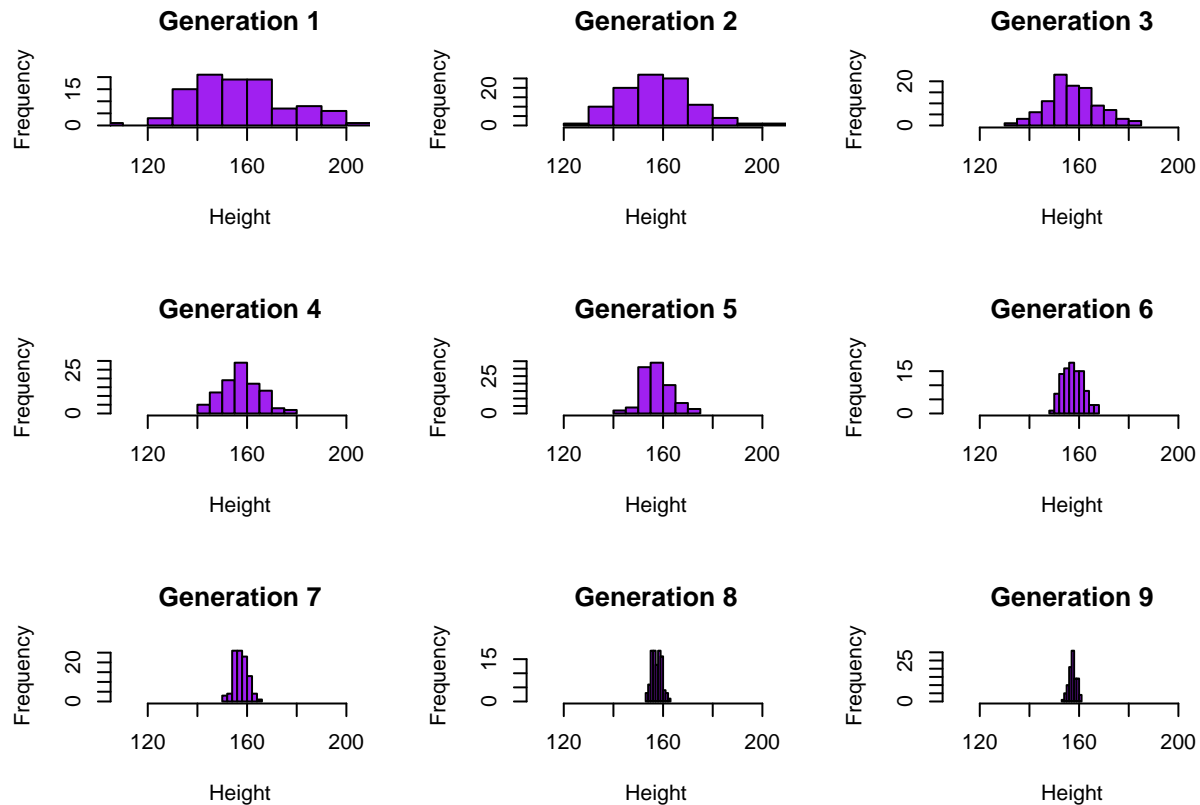 Generation 1
Frequency
0
15
120
160
200
Height
Generation 2
Frequency
0
20
120
160
200
Height
Generation 3
Frequency
0
20
120
160
200
Height
Generation 4
Frequency
0
25
120
160
200
Height
Generation 5
Frequency
0
25
120
160
200
Height
Generation 6
Frequency
0
15
120
160
200
Height
Generation 7
Frequency
0
20
120
160
200
Height
Generation 8
Frequency
0
15
120
160
200
Height
Generation 9
Frequency
0
25
120
160
200
Height